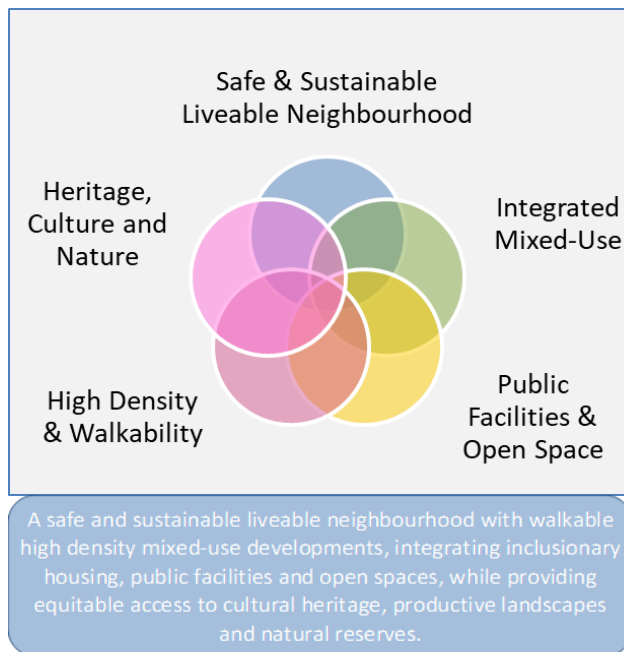 Safe & Sustainable
Liveable Neighbourhood
Heritage,
Culture and
Nature
Integrated
Mixed-Use
High Density
& Walkability
Public
Facilities &
Open Space
A safe and sustainable liveable neighbourhood with walkable
high density mixed-use developments, integrating inclusionary
housing, public facilities and open spaces, while providing
equitable access to cultural heritage, productive landscapes
and natural reserves.